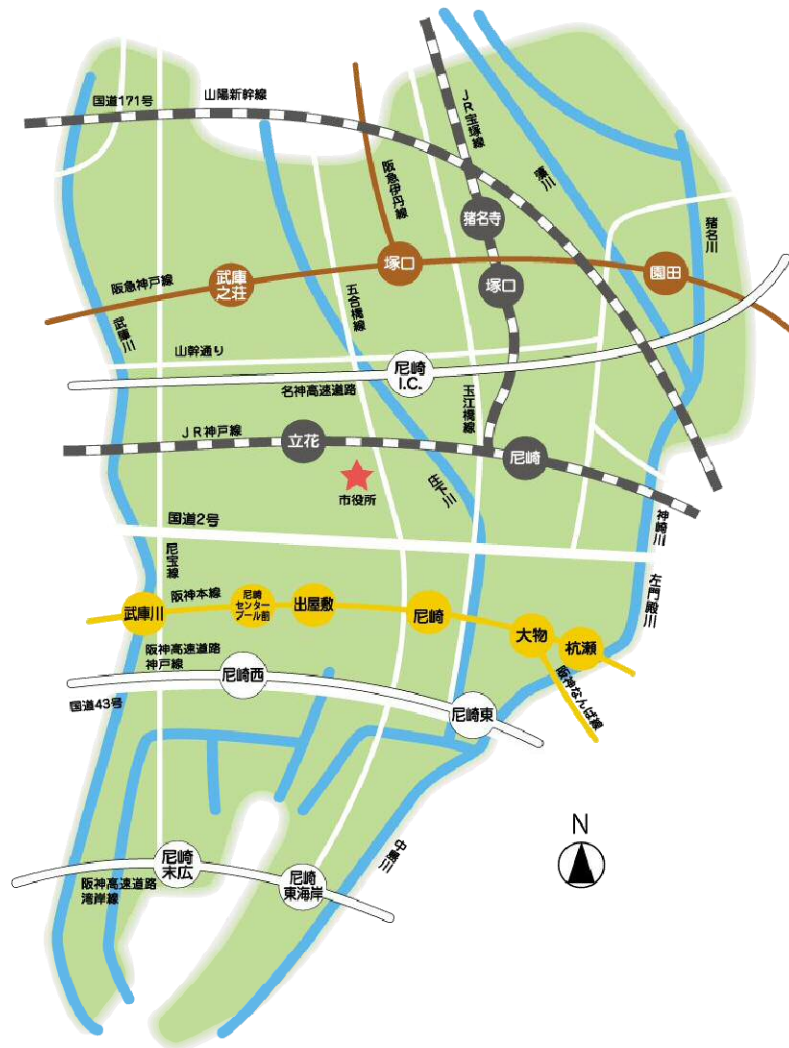 国道171号
山陽新幹線
JR宝塚線
阪急伊丹線
藻川
猪名川
猪名寺
塚口
武庫
之荘
園田
塚口
阪急神戸線
武庫川
五合橋線
山幹通り
尼崎
I.C.
名神高速道路
玉江橋線
JR神戸線
立花
尼崎
市役所
庄下川
国道2号
神崎川
尼宝線
左門殿川
阪神本線
武庫川
尼崎
センター
プール前
出屋敷
尼崎
大物
杭瀬
阪神高速道路
神戸線
尼崎西
阪神なんば線
国道43号
尼崎東
N
中島川
尼崎
末広
尼崎
東海岸
阪神高速道路
湾岸線